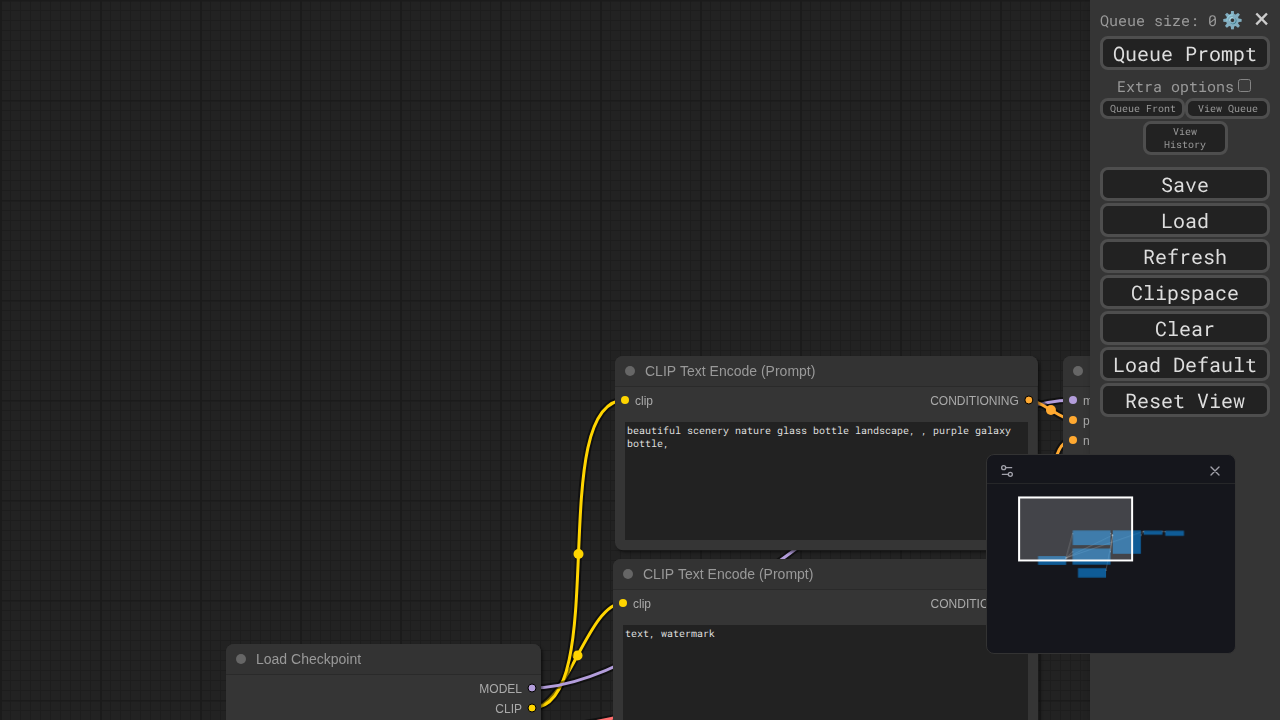 Queue size: 0
Queue Prompt
Extra options
Queue Front
View Queue
View
History
Save
Load
Refresh
Clipspace
Clear
Load Default
Reset View
CLIP Text Encode (Prompt)
clip
CONDITIONING
beautiful scenery nature glass bottle landscape, , purple galaxy
bottle,
m
p
n
CLIP Text Encode (Prompt)
clip
CONDITIC
text, watermark
Load Checkpoint
MODEL
CLIP